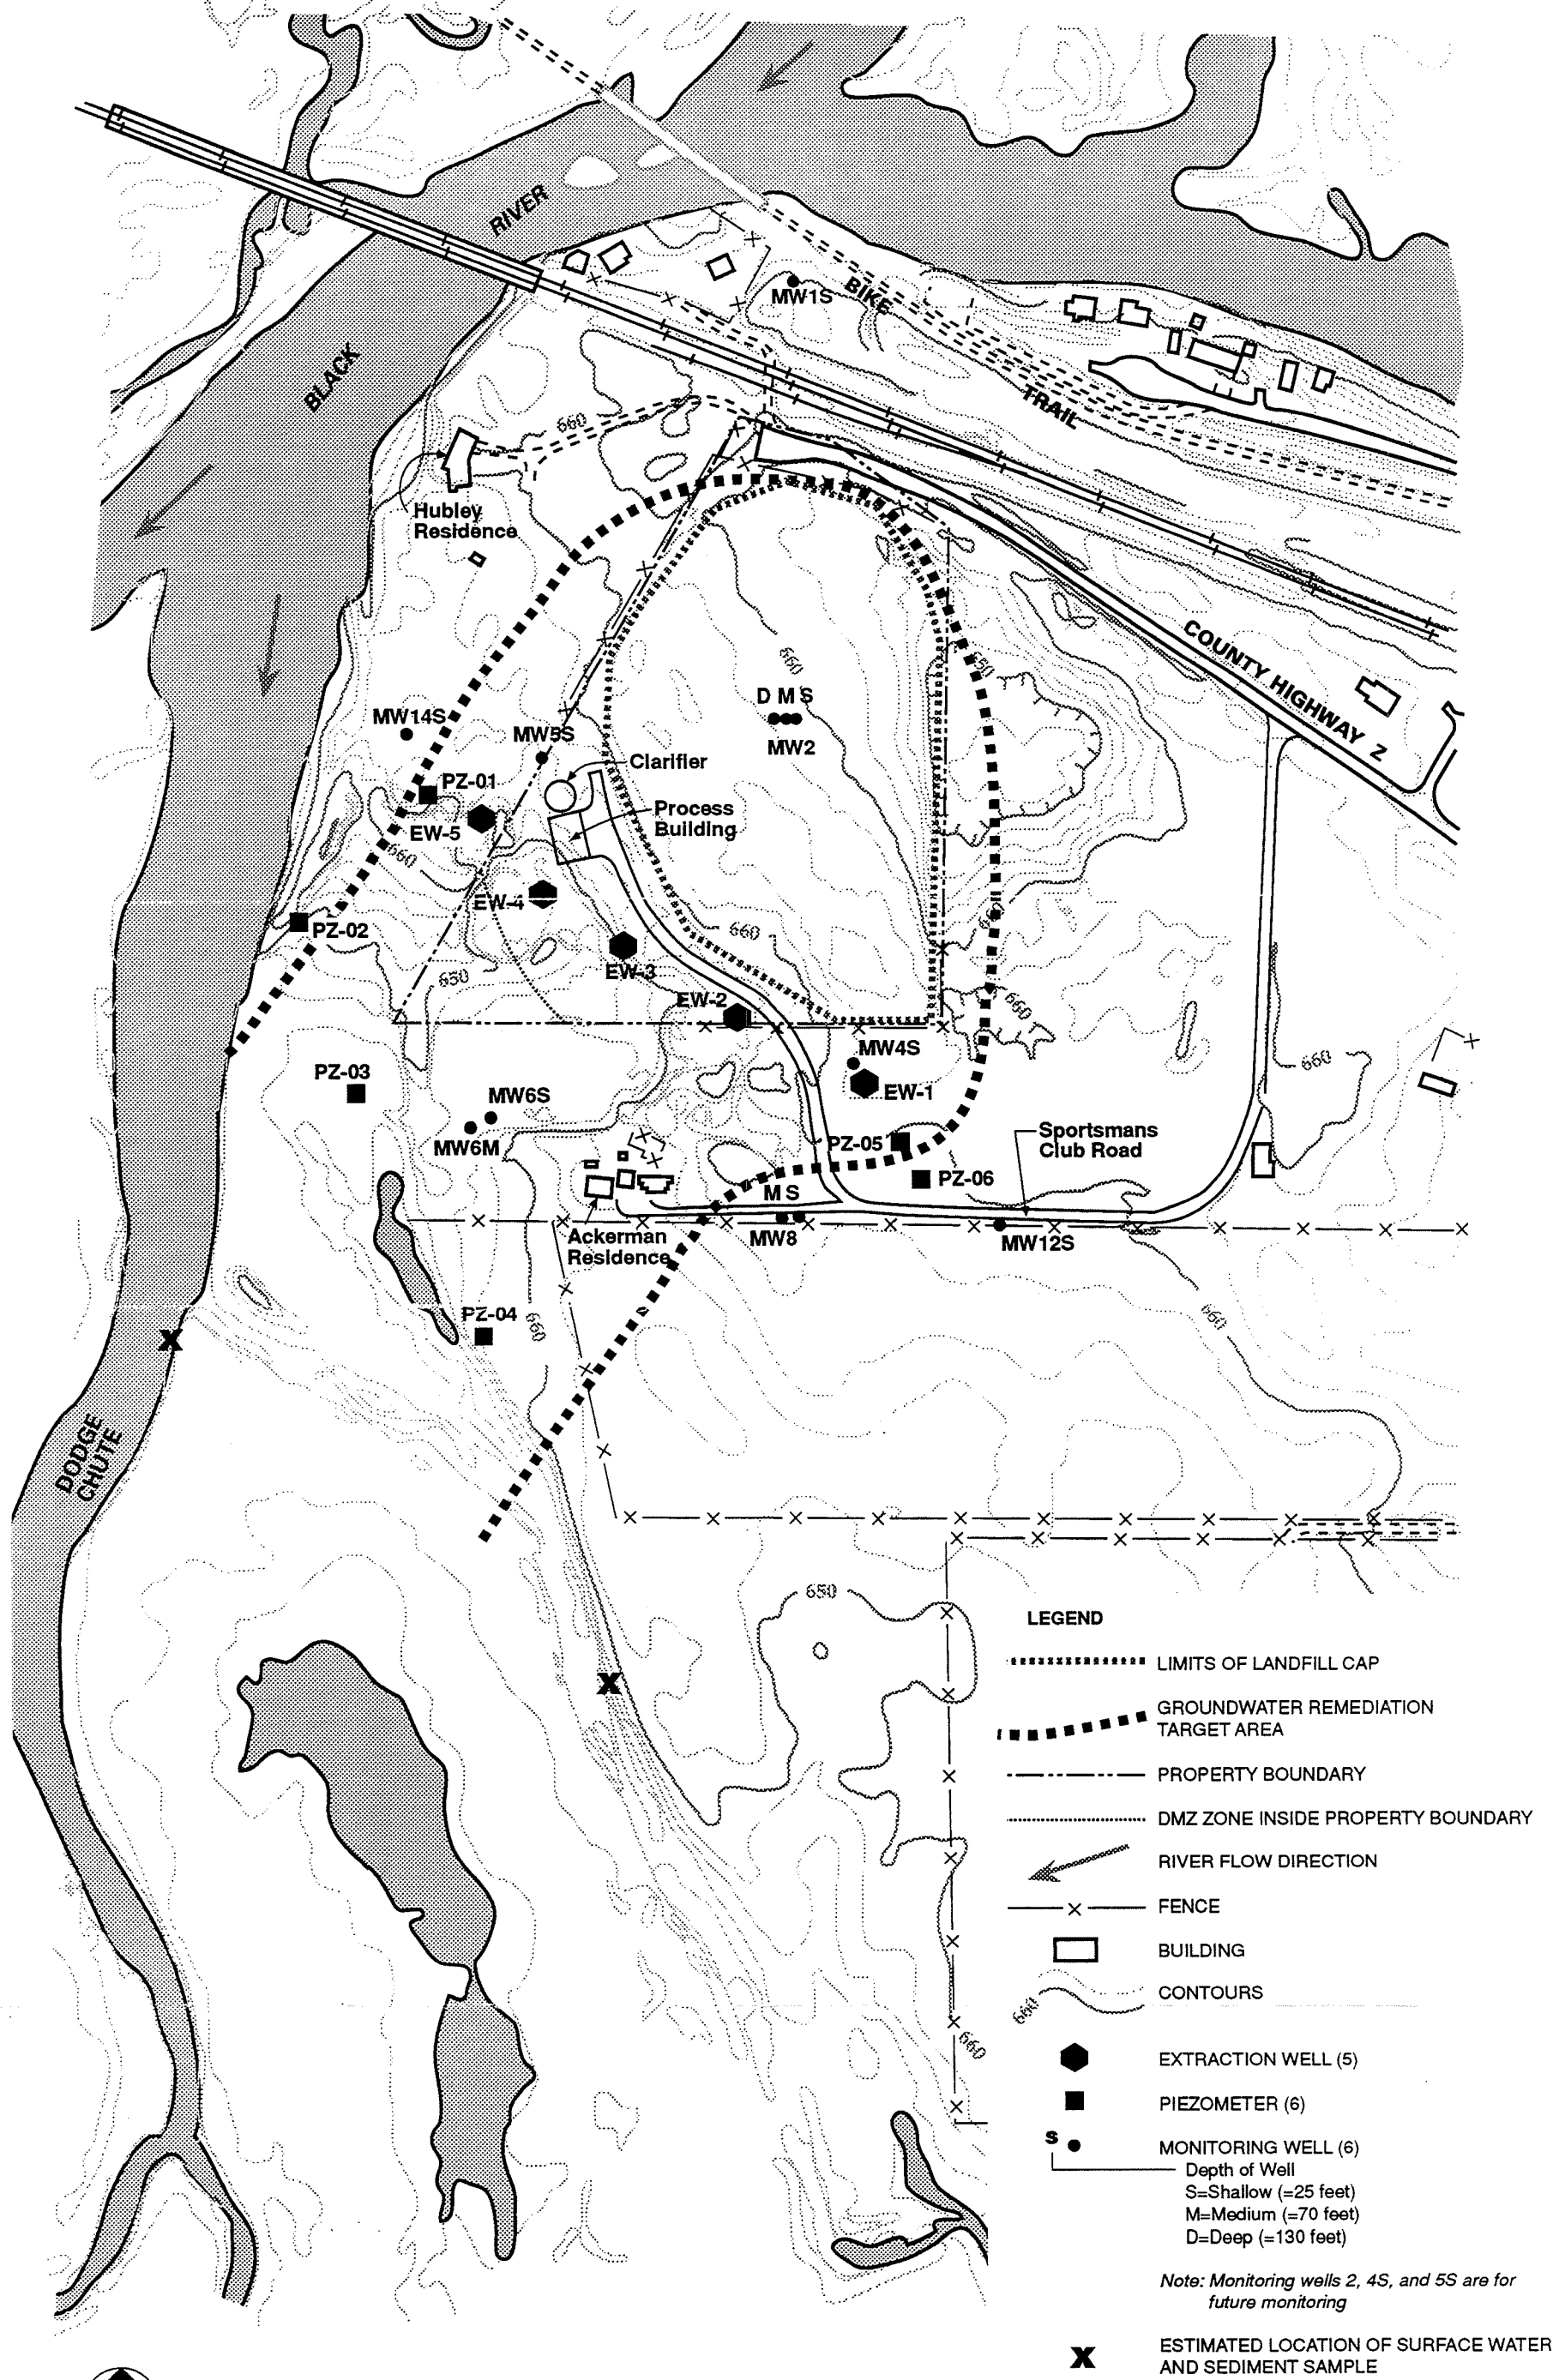 RIVER
BLACK
MW1S
BIKE
TRAIL
660
Hubley
Residence
COUNTY HIGHWAY Z
650
660
D M S
MW2
MW14S
MW5S
Clarifier
PZ-01
EW-5
Process
Building
660
EW-4
PZ-02
660
660
EW-3
650
EW-2
660
MW4S
660
PZ-03
EW-1
MW6S
MW6M
PZ-05
Sportsmans
Club Road
PZ-06
M S
MW8
MW12S
Ackerman
Residence
PZ-04
660
660
DODGE
CHUTE
650
660
LEGEND
LIMITS OF LANDFILL CAP
GROUNDWATER REMEDIATION
TARGET AREA
PROPERTY BOUNDARY
DMZ ZONE INSIDE PROPERTY BOUNDARY
RIVER FLOW DIRECTION
FENCE
BUILDING
660
CONTOURS
EXTRACTION WELL (5)
PIEZOMETER (6)
S
MONITORING WELL (6)
Depth of Well
S=Shallow (=25 feet)
M=Medium (=70 feet)
D=Deep (=130 feet)
Note: Monitoring wells 2, 4S, and 5S are for
future monitoring
X ESTIMATED LOCATION OF SURFACE WATER
AND SEDIMENT SAMPLE